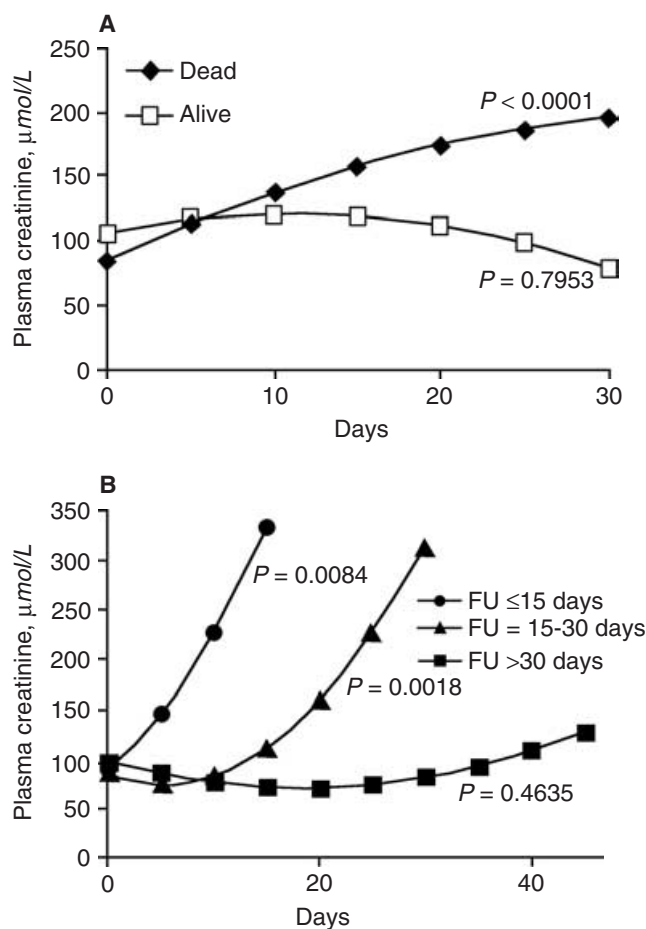 A
250
Dead
Alive
P < 0.0001
200
150
100
50
0
P = 0.7953
0
10
20
30
Days
Plasma creatinine, μmol/L
B
350
300
250
200
150
100
50
0
P = 0.0084
FU ≤15 days
FU = 15-30 days
FU >30 days
P = 0.0018
P = 0.4635
0
20
40
Days
Plasma creatinine, μmol/L